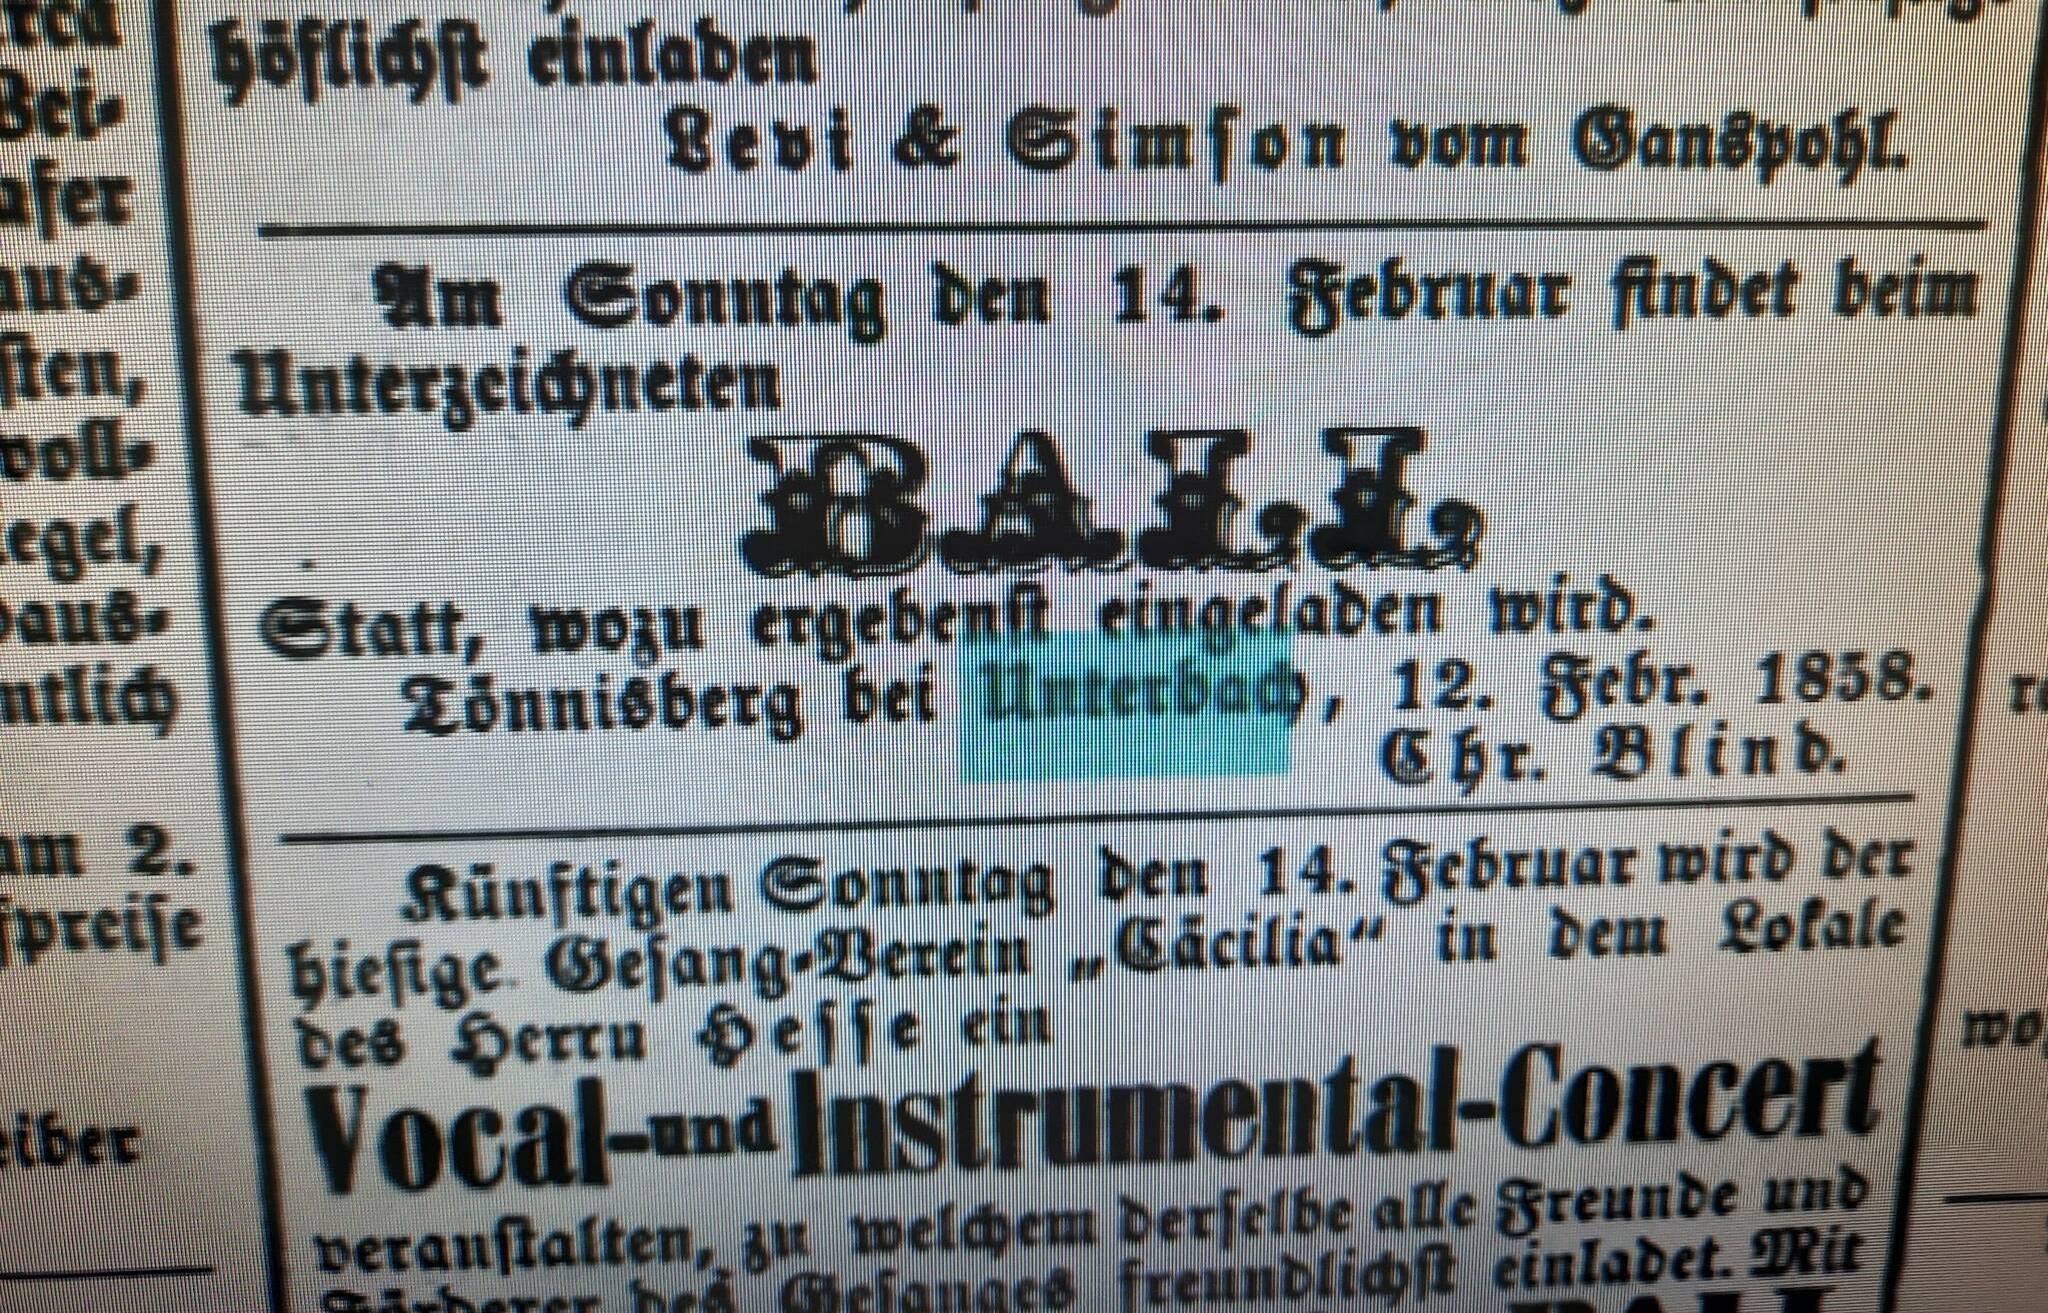 höflichst einladen
Levi & Simson vom Ganspohl.
Am Sonntag den 14. Februar findet beim
Unterzeichneten
BALL
Statt, wozu ergebenst eingeladen wird.
Tönnisberg bei Unterbach, 12. Febr. 1858.
Chr. Blind.
Künftigen Sonntag den 14. Februar wird der
hiesige Gesang-Verein „Cäcilia“ in dem Lokale
des Herrn Hesse ein
Vocal- und Instrumental-Concert
veranstalten, zu welchem derselbe alle Freunde und
Förderer des Gesanges freundlichst einladet. Mit
am 2.